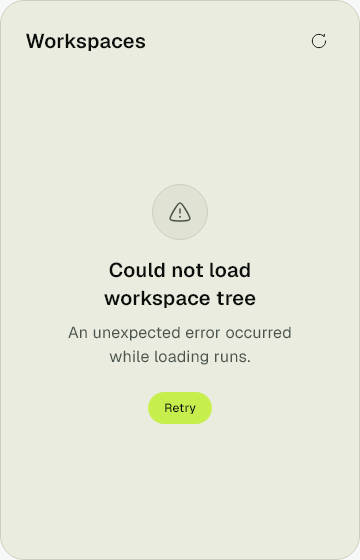 Workspaces
Could not load
workspace tree
An unexpected error occurred
while loading runs.
Retry